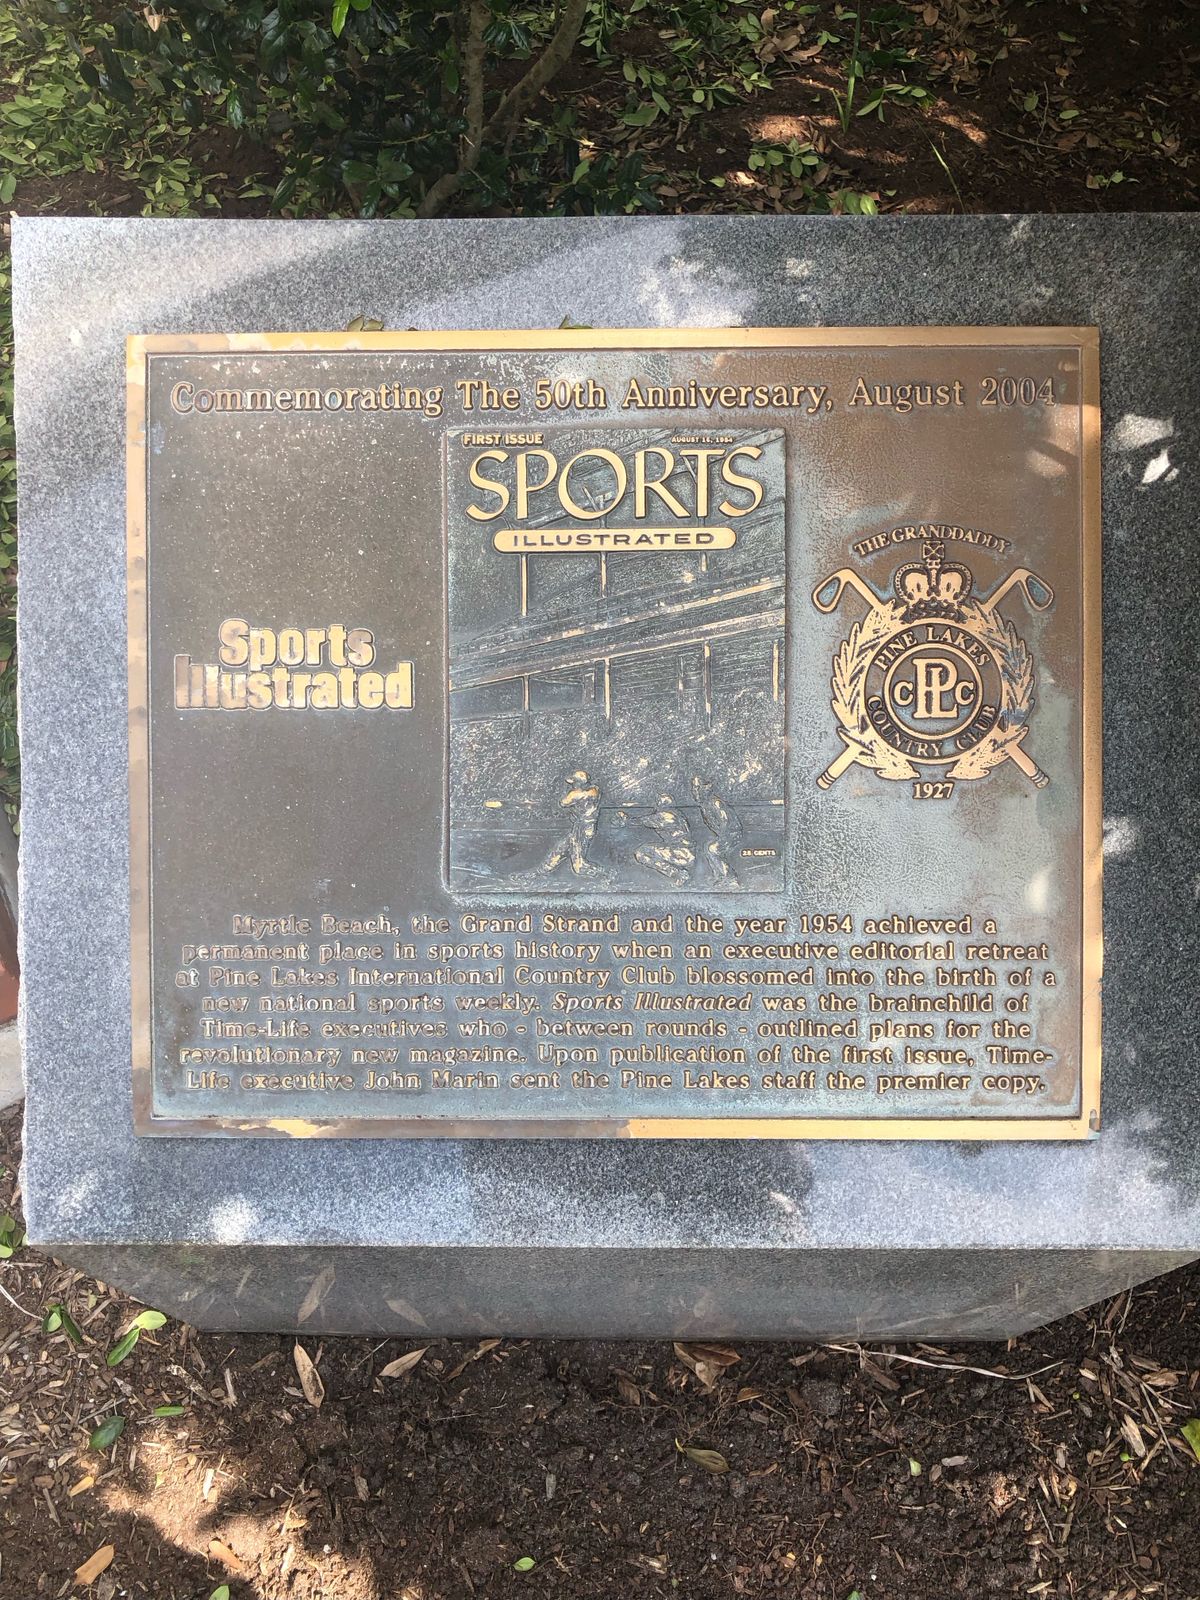 Commemorating The 50th Anniversary, August 2004
FIRST ISSUE
AUGUST 16, 1954
SPORTS
ILLUSTRATED
25 CENTS
Sports
Illustrated
THE GRANDDADDY
PINE LAKES
CPLC
COUNTRY CLUB
1927
Myrtle Beach, the Grand Strand and the year 1954 achieved a
permanent place in sports history when an executive editorial retreat
at Pine Lakes International Country Club blossomed into the birth of a
new national sports weekly. Sports Illustrated was the brainchild of
Time-Life executives who - between rounds - outlined plans for the
revolutionary new magazine. Upon publication of the first issue, Time-
Life executive John Marin sent the Pine Lakes staff the premier copy.